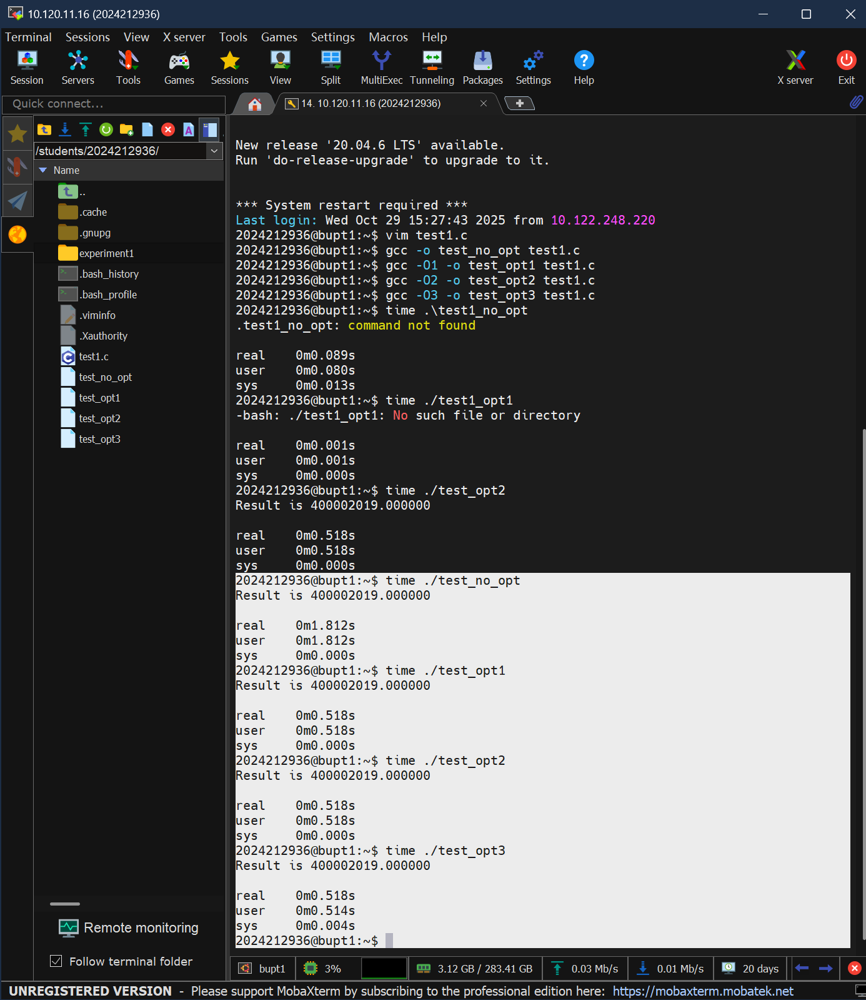 10.120.11.16 (2024212936)
Terminal Sessions View X server Tools Games Settings Macros Help
Session Servers Tools Games Sessions View Split MultiExec Tunneling Packages Settings Help X server Exit
Quick connect...
14. 10.120.11.16 (2024212936)
/students/2024212936/
Name
..
.cache
.gnupg
experiment1
.bash_history
.bash_profile
.viminfo
.Xauthority
test1.c
test_no_opt
test_opt1
test_opt2
test_opt3
Remote monitoring
Follow terminal folder
New release '20.04.6 LTS' available.
Run 'do-release-upgrade' to upgrade to it.
*** System restart required ***
Last login: Wed Oct 29 15:27:43 2025 from 10.122.248.220
2024212936@bupt1:~$ vim test1.c
2024212936@bupt1:~$ gcc -o test_no_opt test1.c
2024212936@bupt1:~$ gcc -O1 -o test_opt1 test1.c
2024212936@bupt1:~$ gcc -O2 -o test_opt2 test1.c
2024212936@bupt1:~$ gcc -O3 -o test_opt3 test1.c
2024212936@bupt1:~$ time .\test1_no_opt
.test1_no_opt: command not found
real 0m0.089s
user 0m0.080s
sys 0m0.013s
2024212936@bupt1:~$ time ./test1_opt1
-bash: ./test1_opt1: No such file or directory
real 0m0.001s
user 0m0.001s
sys 0m0.000s
2024212936@bupt1:~$ time ./test_opt2
Result is 400002019.000000
real 0m0.518s
user 0m0.518s
sys 0m0.000s
2024212936@bupt1:~$ time ./test_no_opt
Result is 400002019.000000
real 0m1.812s
user 0m1.812s
sys 0m0.000s
2024212936@bupt1:~$ time ./test_opt1
Result is 400002019.000000
real 0m0.518s
user 0m0.518s
sys 0m0.000s
2024212936@bupt1:~$ time ./test_opt2
Result is 400002019.000000
real 0m0.518s
user 0m0.518s
sys 0m0.000s
2024212936@bupt1:~$ time ./test_opt3
Result is 400002019.000000
real 0m0.518s
user 0m0.514s
sys 0m0.004s
2024212936@bupt1:~$
bupt1 3% 3.12 GB / 283.41 GB 0.03 Mb/s 0.01 Mb/s 20 days
UNREGISTERED VERSION - Please support MobaXterm by subscribing to the professional edition here: https://mobaxterm.mobatek.net